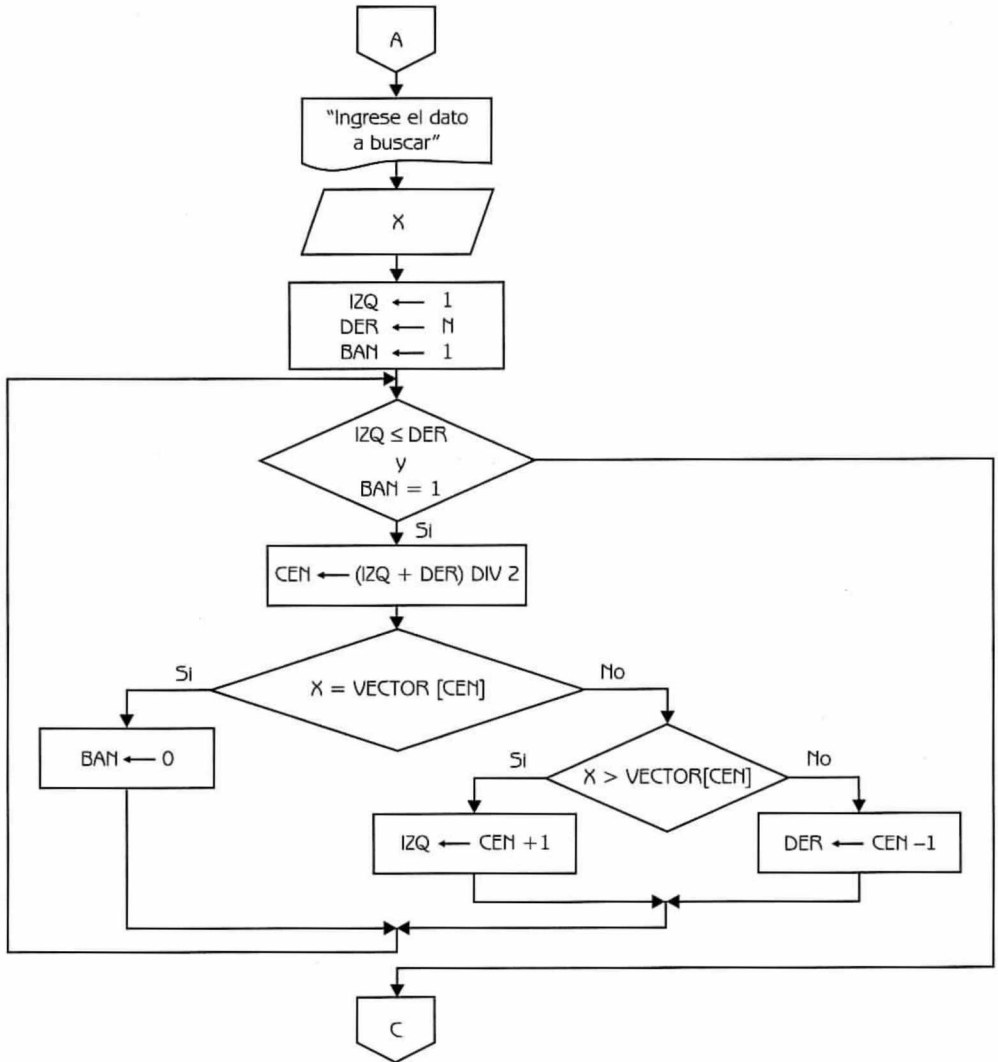 A
“Ingrese el dato
a buscar”
X
IZQ ← 1
DER ← N
BAN ← 1
IZQ ≤ DER
y
BAN = 1
Si
CEN ← (IZQ + DER) DIV 2
Si
X = VECTOR [CEN]
No
BAN ← 0
Si
X > VECTOR[CEN]
No
IZQ ← CEN +1
DER ← CEN –1
C